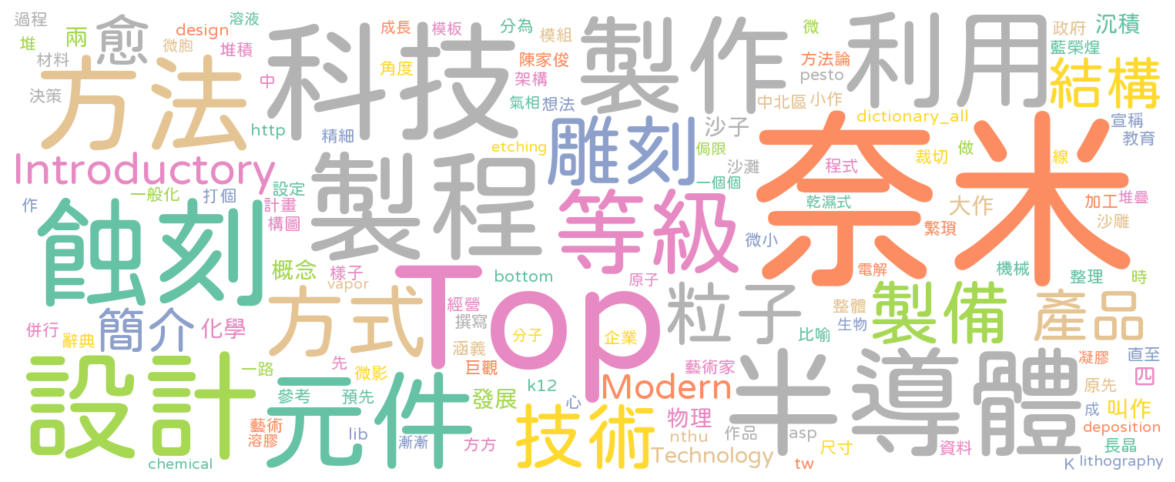 過程 愈 design 溶液 成長 模板 分為 模組 微 政府 沉積
堆 兩 微胞 堆積 科技 陳家俊 製作 方法論 利用 藍榮煌
材料 方法 中 角度 架構 pesto 結構
決策 http 精細 氣相 想法 沙子 中北區 小作 dictionary_all 宣稱
Introductory etching 雕刻 侷限 沙灘 奈米 裁切 做 線 教育
一般化 打個 設定 製程 一個個 程式 加工 堆疊
作 蝕刻 計畫 等級 乾濕式 大作 沙雕
構圖 微小 繁瑣
概念 樣子 Top bottom 原子 電解 機械 整理 時
簡介 vapor 方式 經營 粒子 整體 製備 產品
併行 化學 撰寫 分子 企業 比喻 生物
辭典 一路 先 涵義 巨觀 藝術家 凝膠 直至
設計 微影 元件 k12 Modern 半導體 原先 四
參考 預先 發展 心 物理 成 叫作
藝術 lib 技術 nthu 作品 asp deposition
溶膠 漸漸 方方 尺寸 資料 長晶
chemical Technology tw K lithography